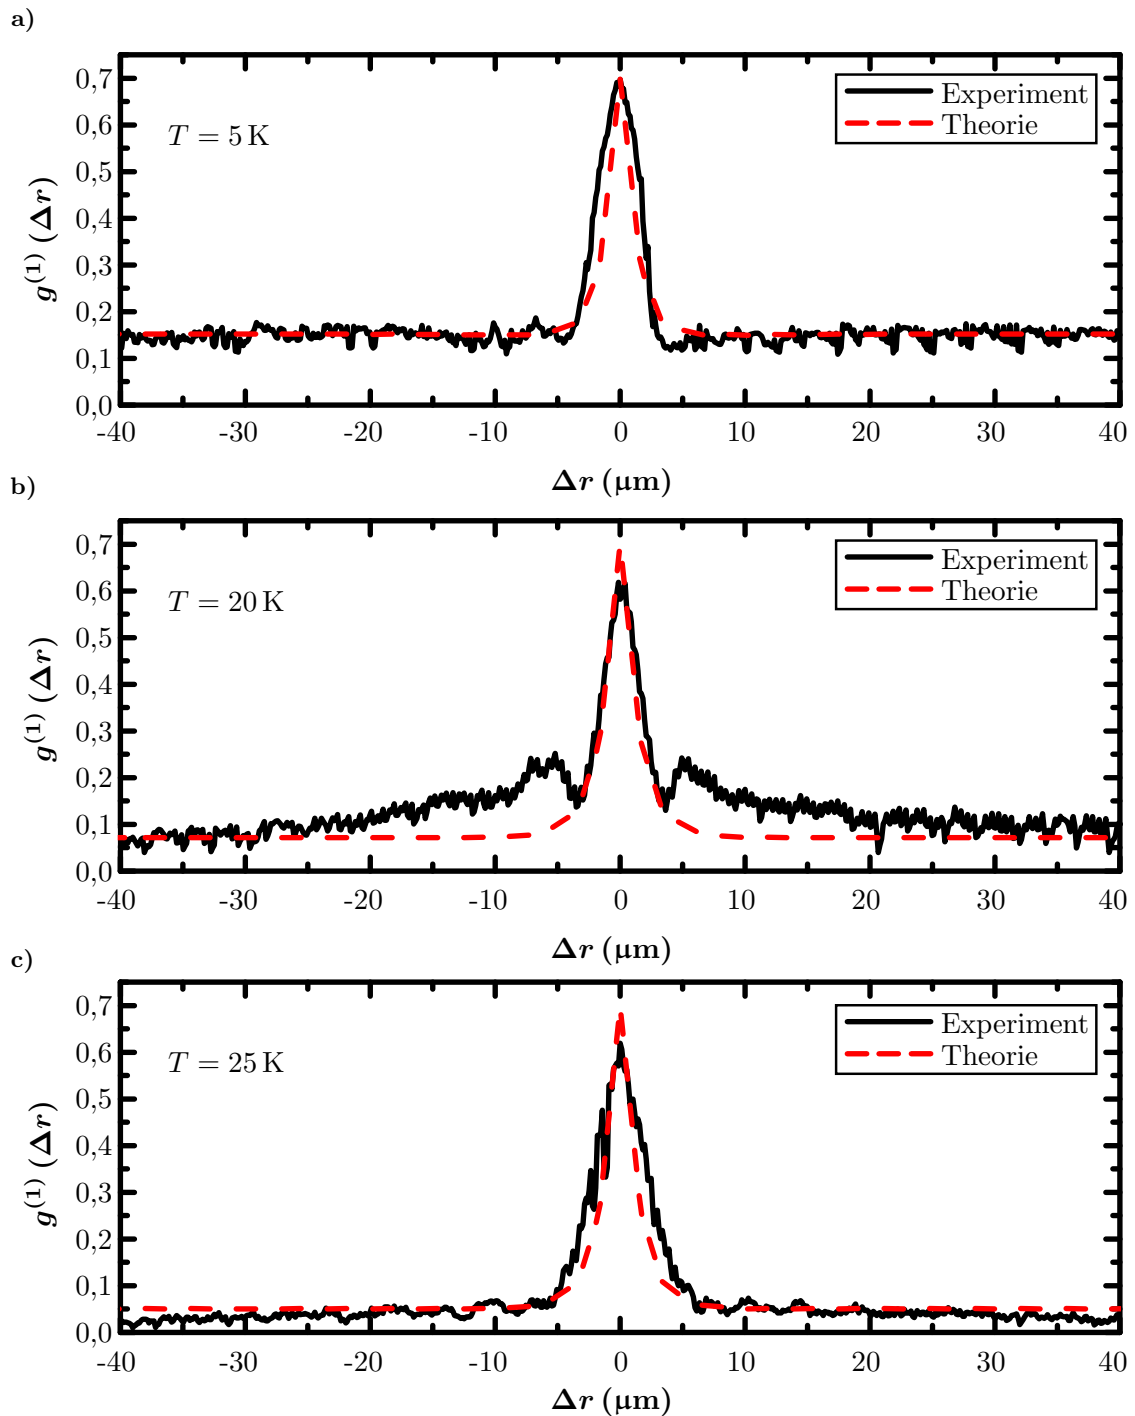 a)
0,7
0,6
0,5
0,4
0,3
0,2
0,1
0,0
g(1) (Δr)
T = 5 K
Experiment
Theorie
-40 -30 -20 -10 0 10 20 30 40
Δr (µm)
b)
0,7
0,6
0,5
0,4
0,3
0,2
0,1
0,0
g(1) (Δr)
T = 20 K
Experiment
Theorie
-40 -30 -20 -10 0 10 20 30 40
Δr (µm)
c)
0,7
0,6
0,5
0,4
0,3
0,2
0,1
0,0
g(1) (Δr)
T = 25 K
Experiment
Theorie
-40 -30 -20 -10 0 10 20 30 40
Δr (µm)